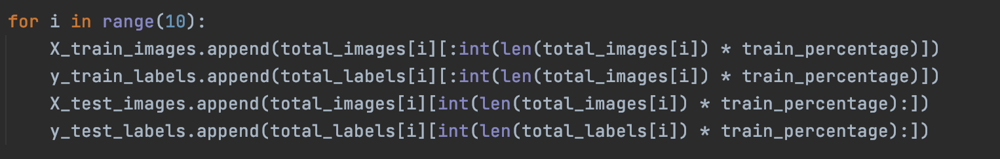 for i in range(10):
    X_train_images.append(total_images[i][:int(len(total_images[i]) * train_percentage)])
    y_train_labels.append(total_labels[i][:int(len(total_images[i]) * train_percentage)])
    X_test_images.append(total_images[i][int(len(total_images[i]) * train_percentage):])
    y_test_labels.append(total_labels[i][int(len(total_labels[i]) * train_percentage):])